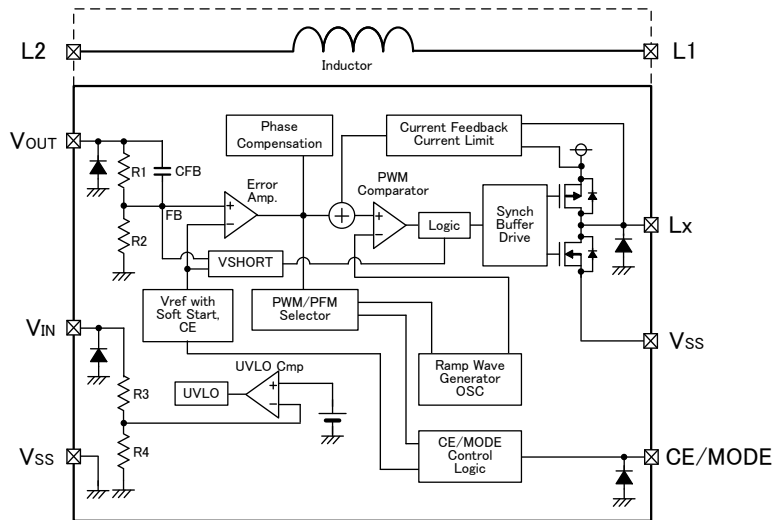 L2
L1
Inductor
VOUT
R1
CFB
FB
R2
Phase
Compensation
Error
Amp.
Current Feedback
Current Limit
PWM
Comparator
Logic
Synch
Buffer
Drive
Lx
VSHORT
Vref with
Soft Start,
CE
PWM/PFM
Selector
VIN
VSS
R3
R4
UVLO Cmp
UVLO
Ramp Wave
Generator
OSC
CE/MODE
Control
Logic
VSS
CE/MODE
+
−
+
+
−
+
−